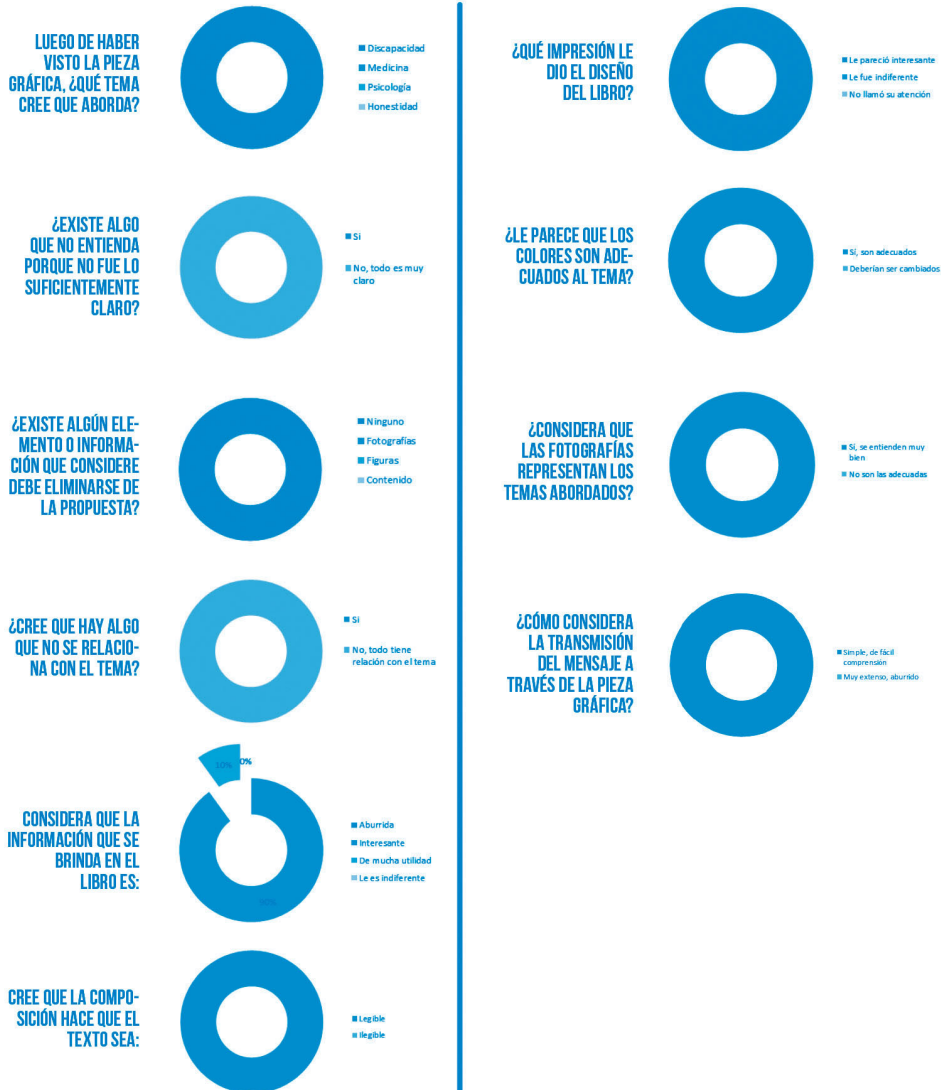 LUEGO DE HABER
VISTO LA PIEZA
GRÁFICA, ¿QUÉ TEMA
CREE QUE ABORDA?
Discapacidad
Medicina
Psicología
Honestidad
¿EXISTE ALGO
QUE NO ENTIENDA
PORQUE NO FUE LO
SUFICIENTEMENTE
CLARO?
Si
No, todo es muy
claro
¿EXISTE ALGÚN ELE-
MENTO O INFORMA-
CIÓN QUE CONSIDERE
DEBE ELIMINARSE DE
LA PROPUESTA?
Ninguno
Fotografías
Figuras
Contenido
¿CREE QUE HAY ALGO
QUE NO SE RELACIO-
NA CON EL TEMA?
Si
No, todo tiene
relación con el tema
CONSIDERA QUE LA
INFORMACIÓN QUE SE
BRINDA EN EL
LIBRO ES:
10%
0%
90%
Aburrida
Interesante
De mucha utilidad
Le es indiferente
CREE QUE LA COMPO-
SICIÓN HACE QUE EL
TEXTO SEA:
Legible
Ilegible
¿QUÉ IMPRESIÓN LE
DIO EL DISEÑO
DEL LIBRO?
Le pareció interesante
Le fue indiferente
No llamó su atención
¿LE PARECE QUE LOS
COLORES SON ADE-
CUADOS AL TEMA?
Sí, son adecuados
Deberían ser cambiados
¿CONSIDERA QUE
LAS FOTOGRAFÍAS
REPRESENTAN LOS
TEMAS ABORDADOS?
Si, se entienden muy
bien
No son las adecuadas
¿CÓMO CONSIDERA
LA TRANSMISIÓN
DEL MENSAJE A
TRAVÉS DE LA PIEZA
GRÁFICA?
Simple, de fácil
comprensión
Muy extenso, aburrido